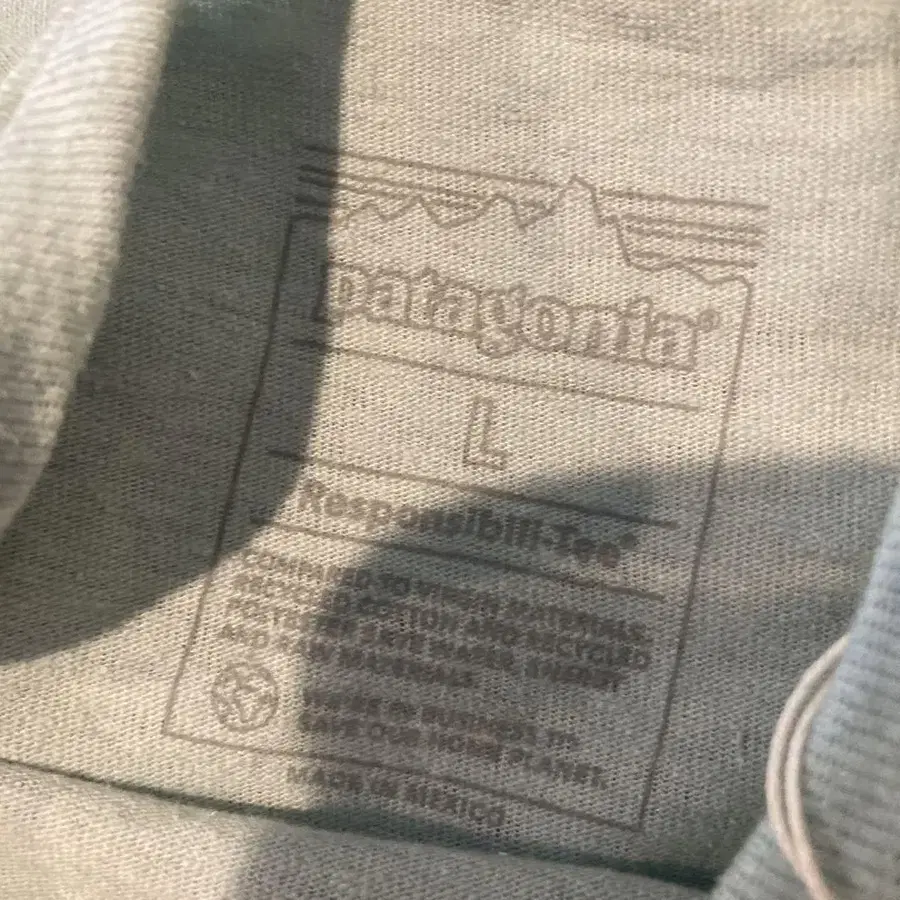 patagonia®
L
Responsibili-Tee®
COMPARED TO VIRGIN MATERIALS,
RECYCLED COTTON AND RECYCLED
POLYESTER SAVE WATER, ENERGY
AND RAW MATERIALS.
WE'RE IN BUSINESS TO
SAVE OUR HOME PLANET.
MADE IN MEXICO